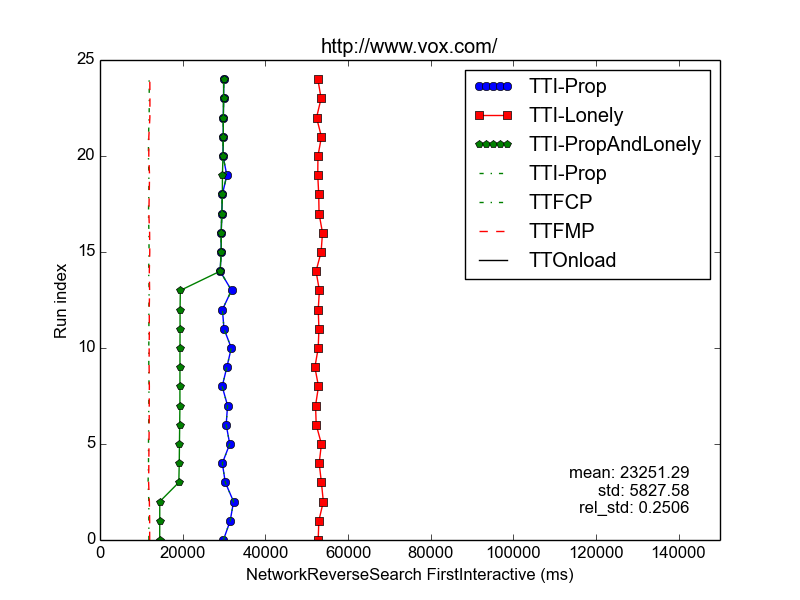 http://www.vox.com/
25
20
15
10
5
0
Run index
TTI-Prop
TTI-Lonely
TTI-PropAndLonely
TTI-Prop
TTFCP
TTFMP
TTOnload
mean: 23251.29
std: 5827.58
rel_std: 0.2506
0 20000 40000 60000 80000 100000 120000 140000
NetworkReverseSearch FirstInteractive (ms)